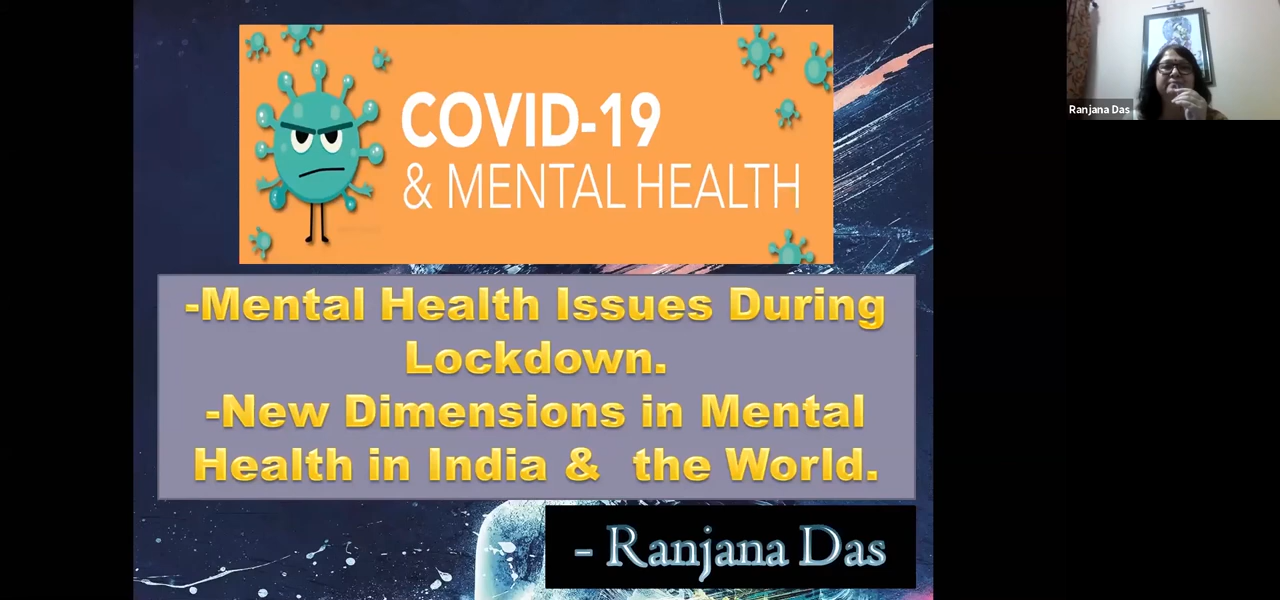 COVID-19
& MENTAL HEALTH
-Mental Health Issues During
Lockdown.
-New Dimensions in Mental
Health in India & the World.
- Ranjana Das
Ranjana Das